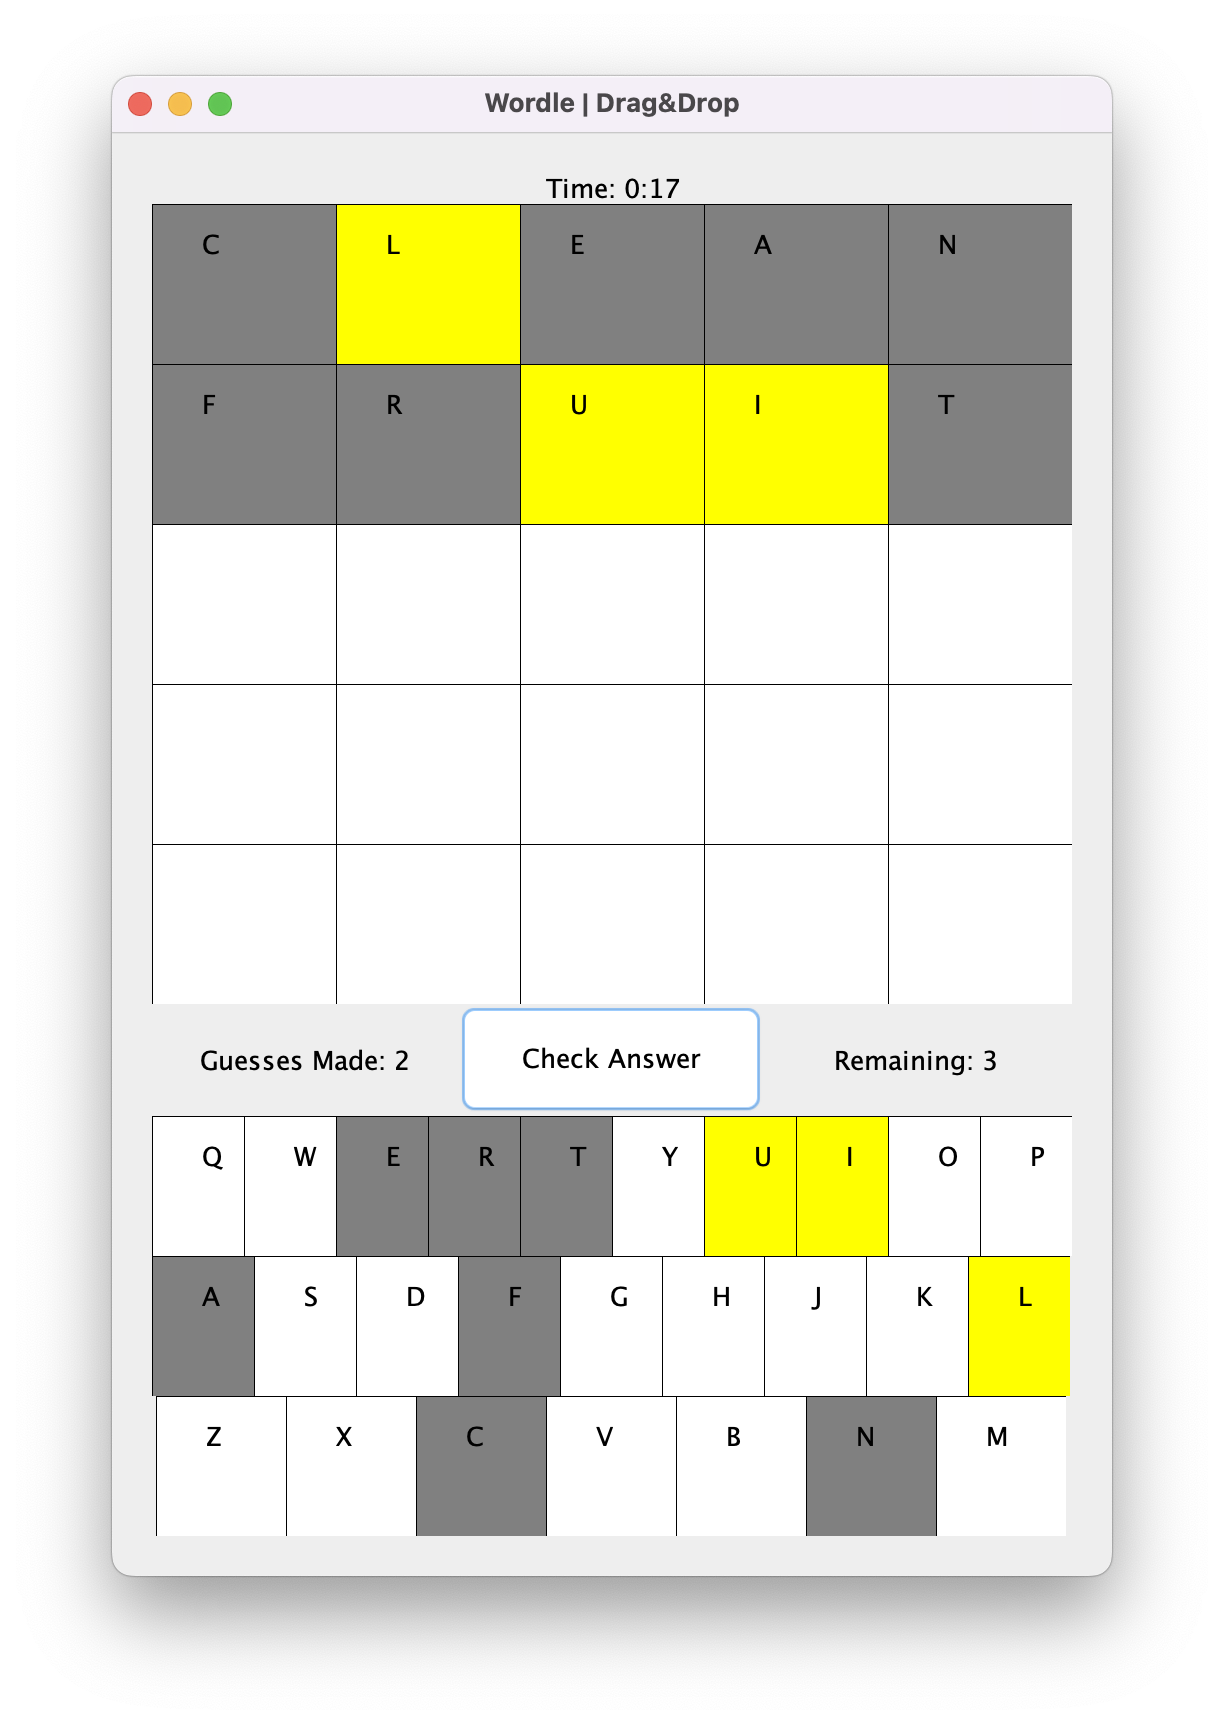 Wordle | Drag&Drop
Time: 0:17
C L E A N
F R U I T
Guesses Made: 2 Check Answer Remaining: 3
Q W E R T Y U I O P
A S D F G H J K L
Z X C V B N M